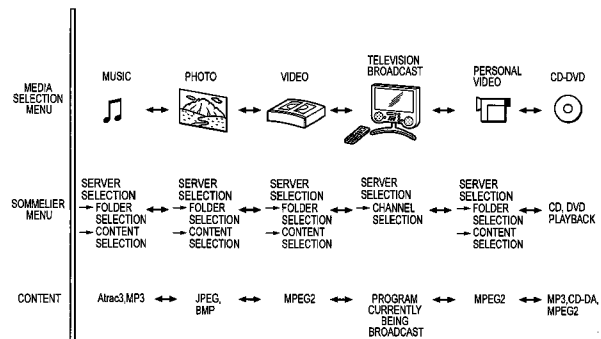 MEDIA
SELECTION
MENU
MUSIC
PHOTO
VIDEO
TELEVISION
BROADCAST
PERSONAL
VIDEO
CD-DVD
SOMMELIER
MENU
SERVER
SELECTION
→ FOLDER
SELECTION
→ CONTENT
SELECTION
SERVER
SELECTION
→ FOLDER
SELECTION
→ CONTENT
SELECTION
SERVER
SELECTION
→ FOLDER
SELECTION
→ CONTENT
SELECTION
SERVER
SELECTION
→ CHANNEL
SELECTION
SERVER
SELECTION
→ FOLDER
SELECTION
→ CONTENT
SELECTION
CD, DVD
PLAYBACK
CONTENT
Atrac3,MP3
JPEG,
BMP
MPEG2
PROGRAM
CURRENTLY
BEING
BROADCAST
MPEG2
MP3,CD-DA,
MPEG2